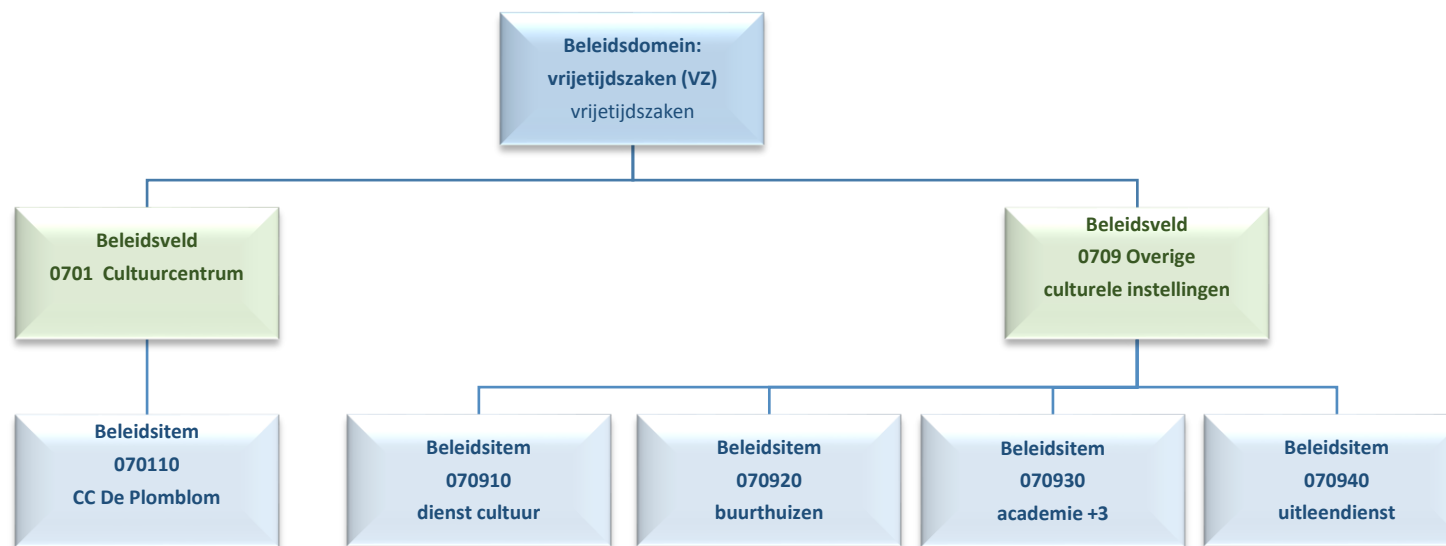 Beleidsdomein:
vrijetijdszaken (VZ)
vrijetijdszaken
Beleidsveld
0701 Cultuurcentrum
Beleidsveld
0709 Overige
culturele instellingen
Beleidsitem
070110
CC De Plomblom
Beleidsitem
070910
dienst cultuur
Beleidsitem
070920
buurthuizen
Beleidsitem
070930
academie +3
Beleidsitem
070940
uitleendienst